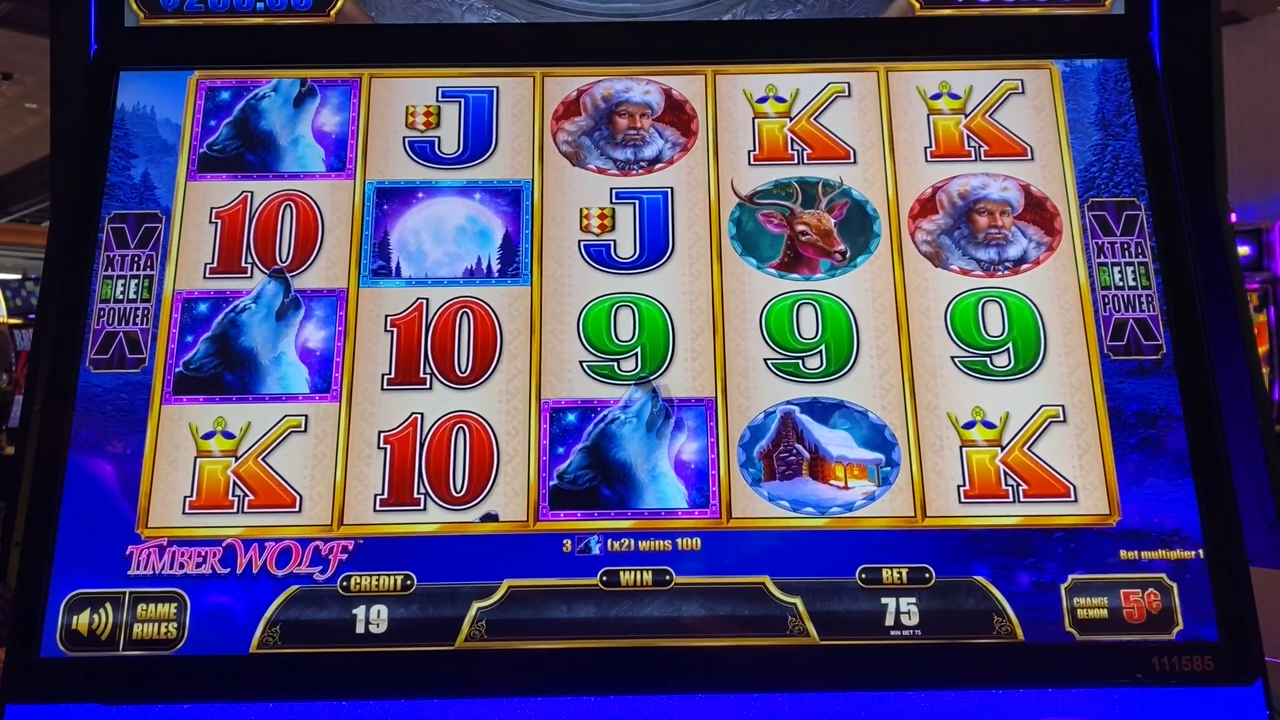 J K K
10 J
10 9 9 9
K 10 K
XTRA
REEL
POWER
XTRA
REEL
POWER
TIMBER WOLF™
3 (x2) wins 100
Bet multiplier 1
GAME
RULES
CREDIT
19
WIN
BET
75
MIN BET 75
CHANGE
DENOM
5¢
111585